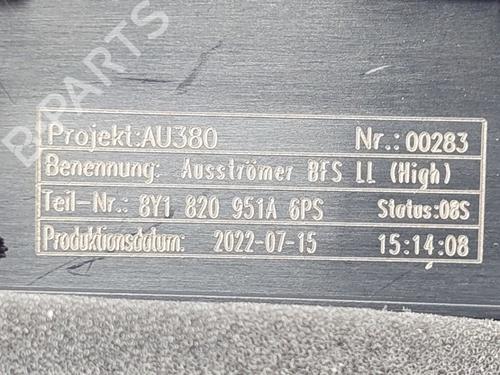 B-PARTS
Projekt:AU380 Nr.:00283
Benennung: Ausströmer BFS LL (High)
Teil-Nr.: 8Y1 820 951A 6PS Status:08S
Produktionsdatum: 2022-07-15 15:14:08